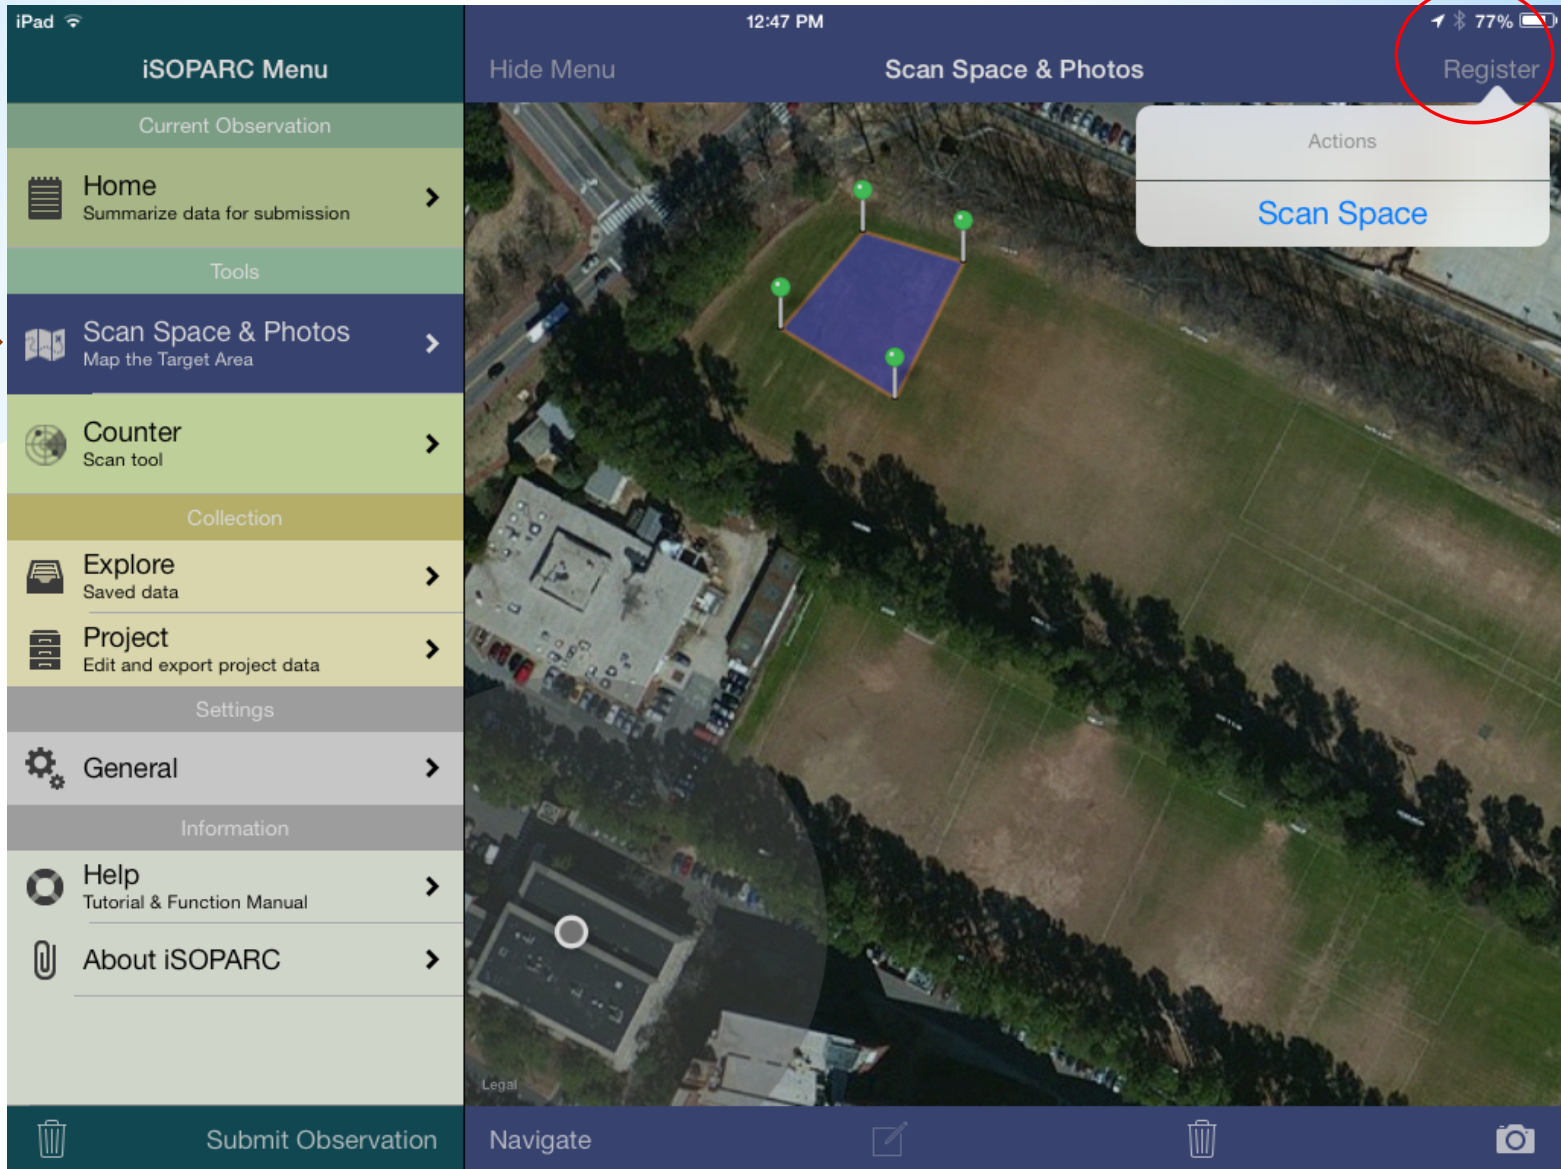 iPad
12:47 PM
77%
iSOPARC Menu
Hide Menu
Scan Space & Photos
Register
Current Observation
Home
Summarize data for submission
Tools
Scan Space & Photos
Map the Target Area
Counter
Scan tool
Collection
Explore
Saved data
Project
Edit and export project data
Settings
General
Information
Help
Tutorial & Function Manual
About iSOPARC
Submit Observation
Actions
Scan Space
Legal
Navigate